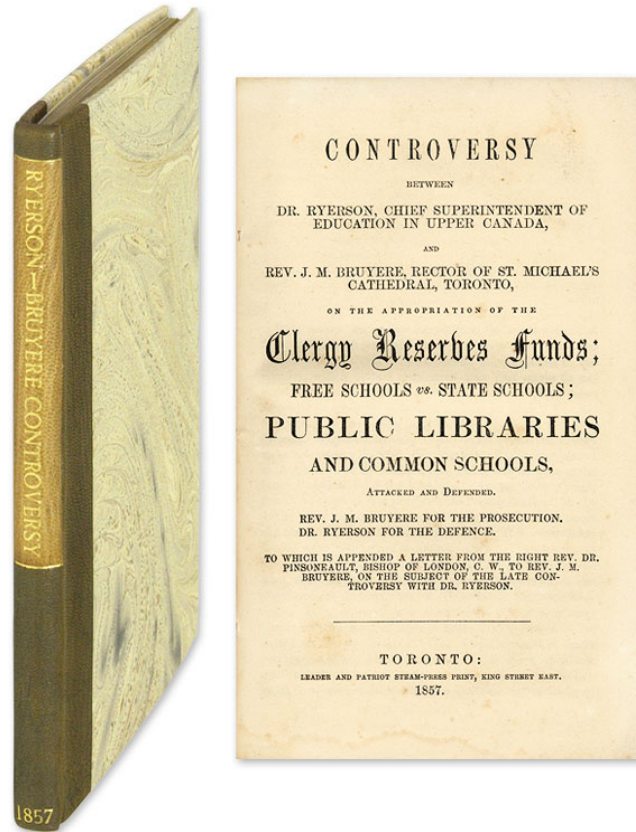 RYERSON—BRUYERE CONTROVERSY
1857
CONTROVERSY
BETWEEN
DR. RYERSON, CHIEF SUPERINTENDENT OF
EDUCATION IN UPPER CANADA,
AND
REV. J. M. BRUYERE, RECTOR OF ST. MICHAEL'S
CATHEDRAL, TORONTO,
ON THE APPROPRIATION OF THE
Clergy Reserbes Funds;
FREE SCHOOLS vs. STATE SCHOOLS;
PUBLIC LIBRARIES
AND COMMON SCHOOLS,
ATTACKED AND DEFENDED.
REV. J. M. BRUYERE FOR THE PROSECUTION.
DR. RYERSON FOR THE DEFENCE.
TO WHICH IS APPENDED A LETTER FROM THE RIGHT REV. DR.
PINSONEAULT, BISHOP OF LONDON, C. W., TO REV. J. M.
BRUYERE, ON THE SUBJECT OF THE LATE CON-
TROVERSY WITH DR. RYERSON.
TORONTO:
LEADER AND PATRIOT STEAM-PRESS PRINT, KING STREET EAST.
1857.